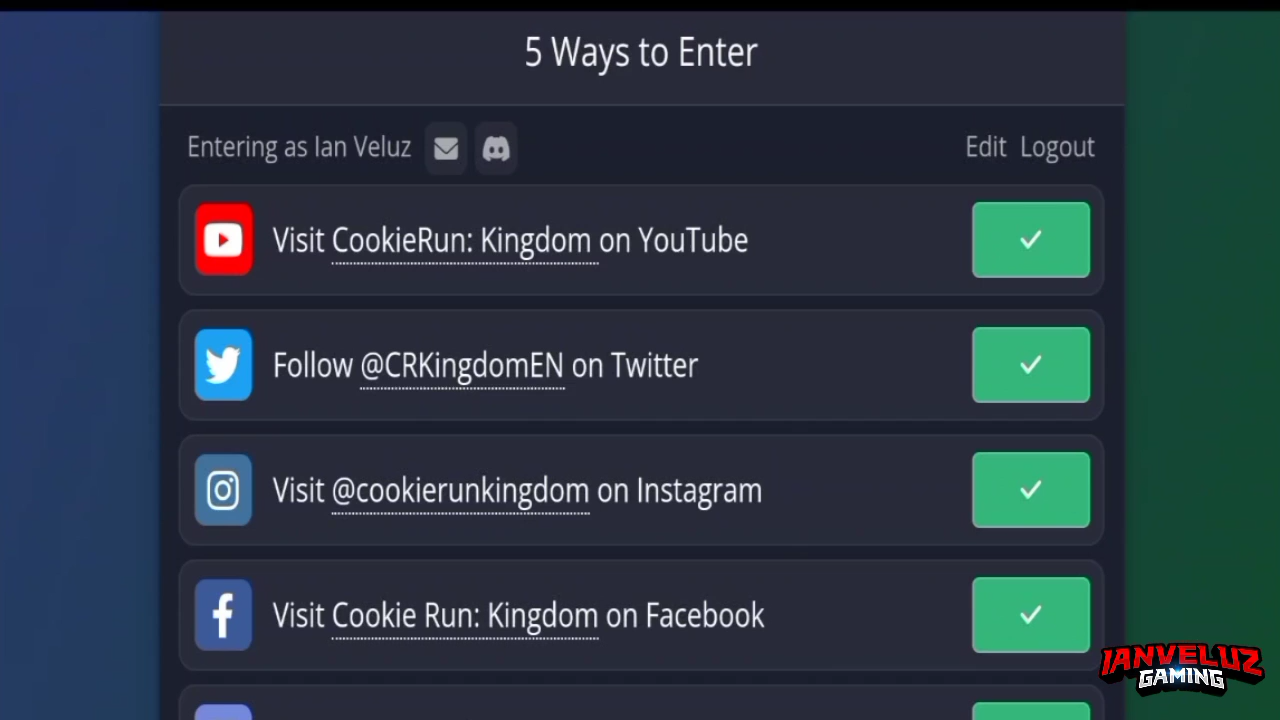 5 Ways to Enter
Entering as Ian Veluz
Edit Logout
Visit CookieRun: Kingdom on YouTube
Follow @CRKingdomEN on Twitter
Visit @cookierunkingdom on Instagram
Visit Cookie Run: Kingdom on Facebook
IANVELUZ
GAMING